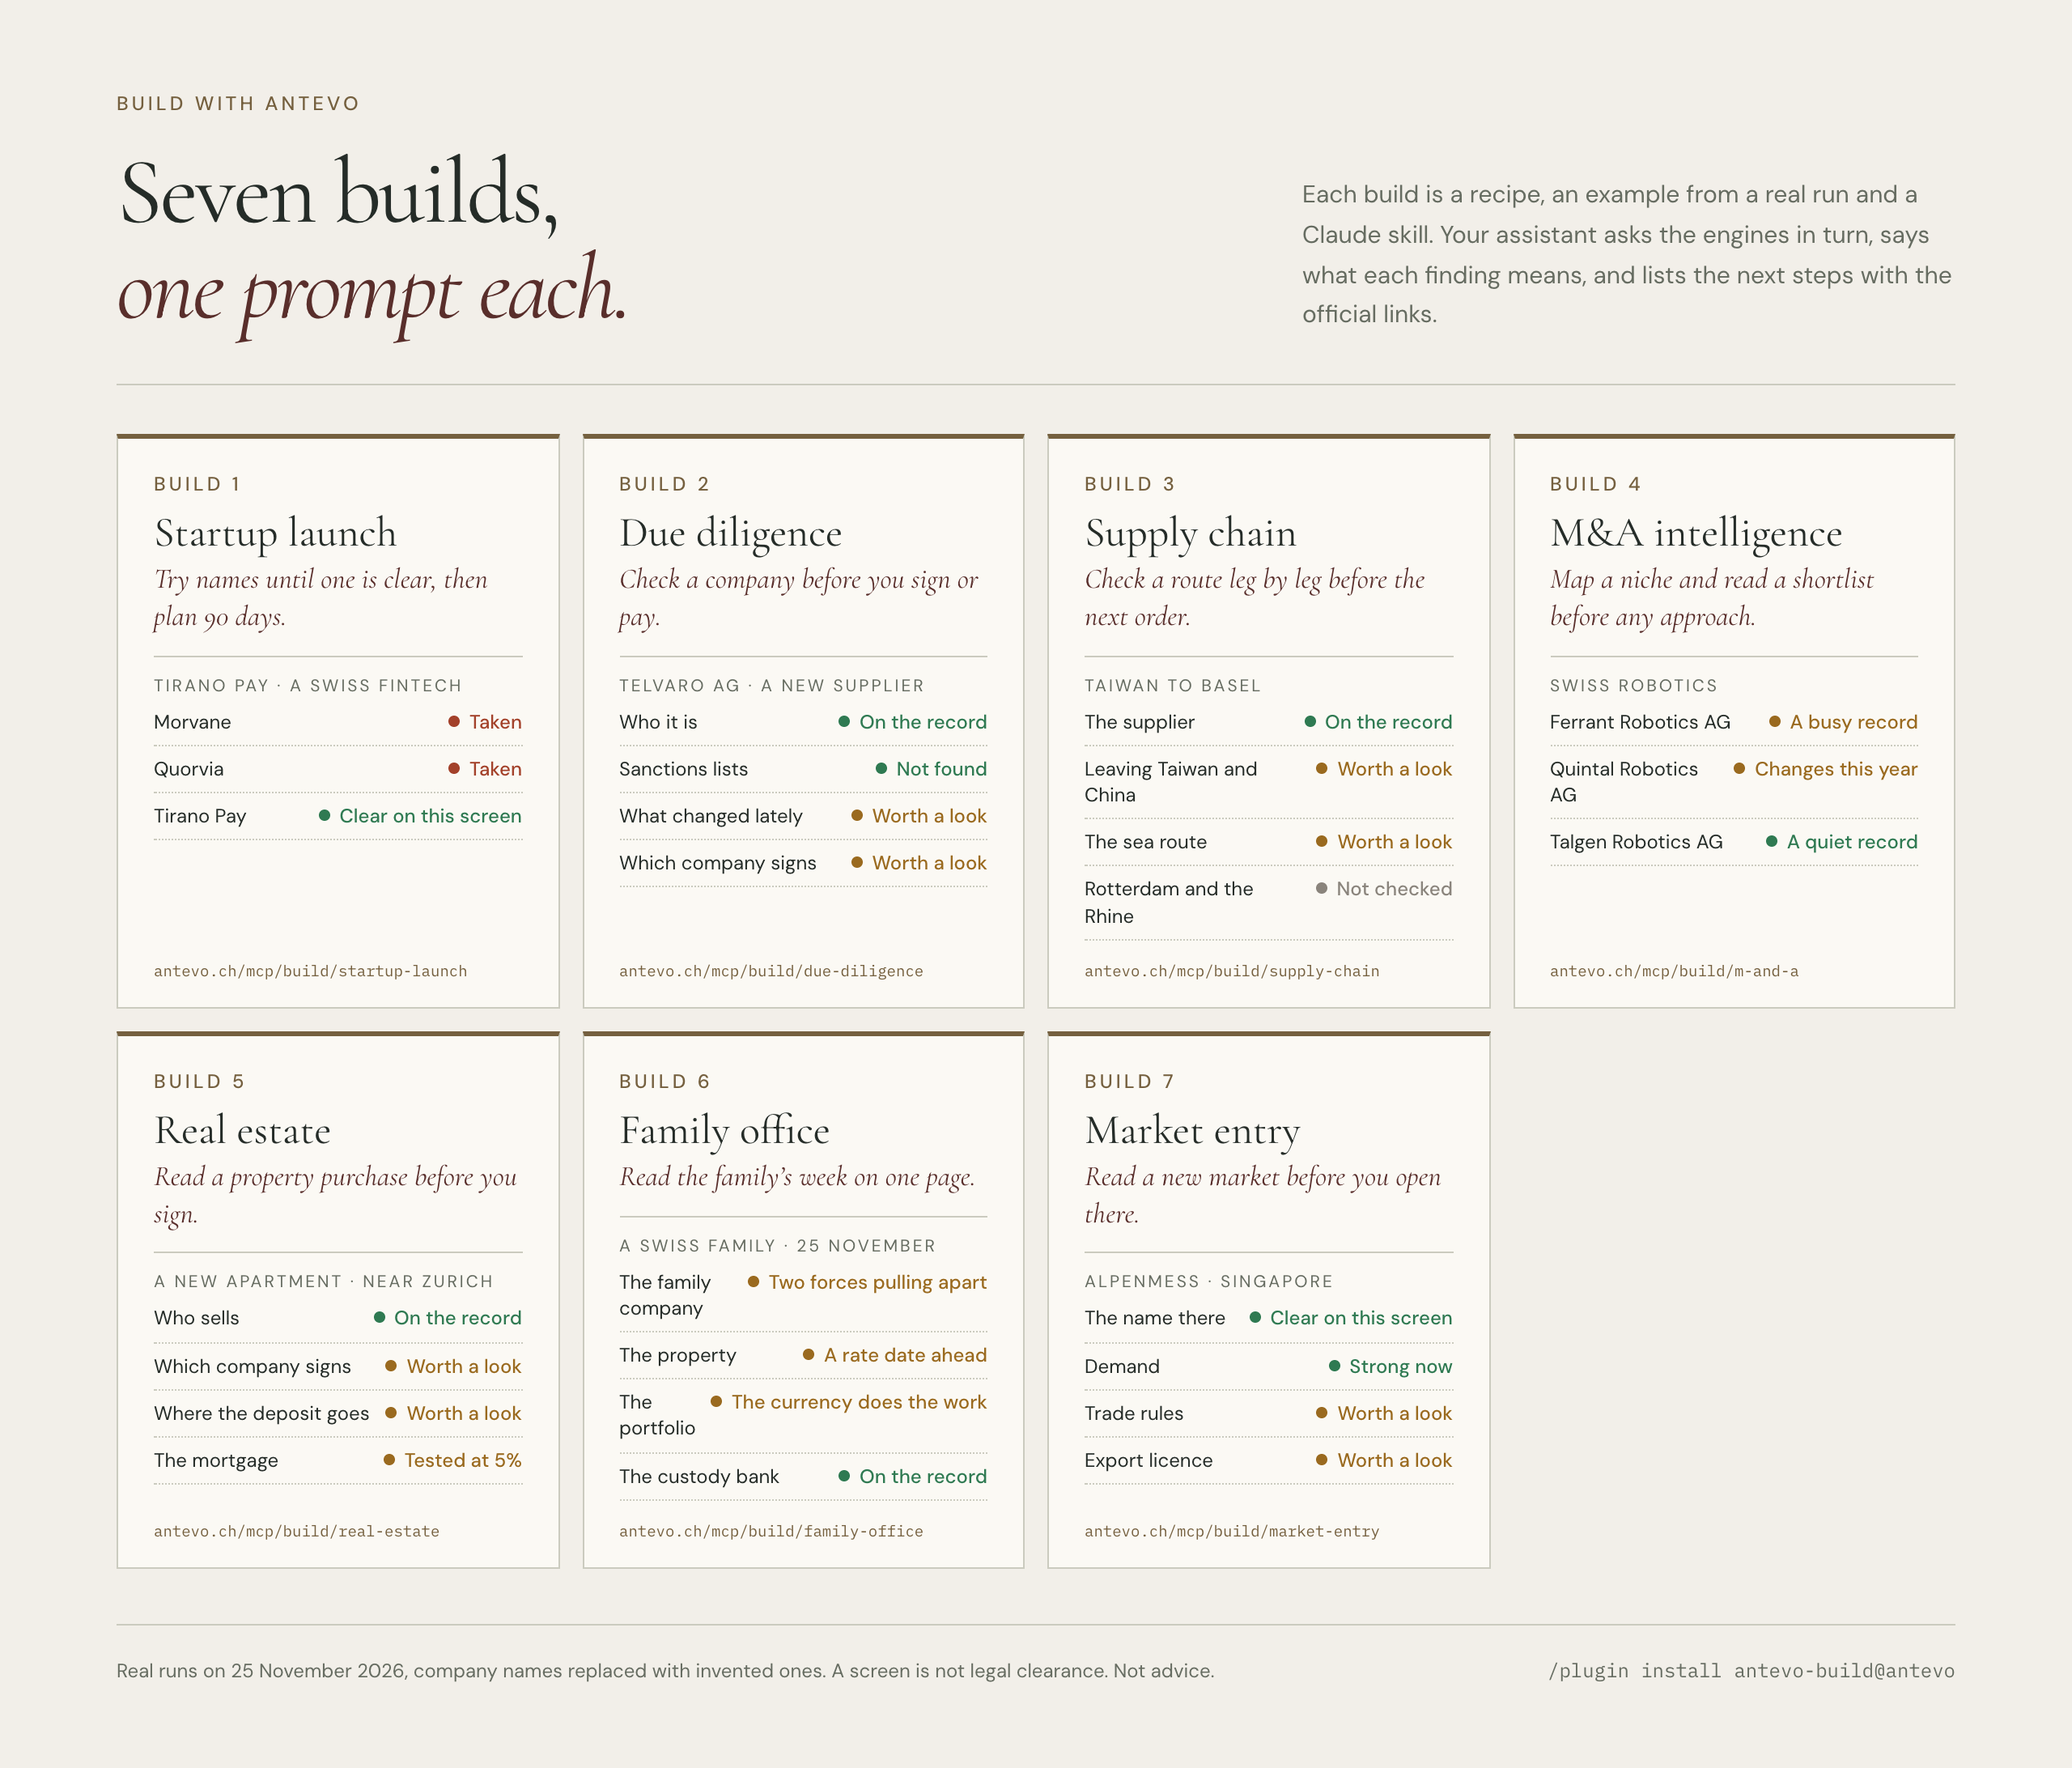 BUILD WITH ANTEVO
Seven builds,
one prompt each.
Each build is a recipe, an example from a real run and a
Claude skill. Your assistant asks the engines in turn, says
what each finding means, and lists the next steps with the
official links.
BUILD 1
Startup launch
Try names until one is clear, then
plan 90 days.
TIRANO PAY · A SWISS FINTECH
Morvane Taken
Quorvia Taken
Tirano Pay Clear on this screen
antevo.ch/mcp/build/startup-launch
BUILD 2
Due diligence
Check a company before you sign or
pay.
TELVARO AG · A NEW SUPPLIER
Who it is On the record
Sanctions lists Not found
What changed lately Worth a look
Which company signs Worth a look
antevo.ch/mcp/build/due-diligence
BUILD 3
Supply chain
Check a route leg by leg before the
next order.
TAIWAN TO BASEL
The supplier On the record
Leaving Taiwan and Worth a look
China
The sea route Worth a look
Rotterdam and the Not checked
Rhine
antevo.ch/mcp/build/supply-chain
BUILD 4
M&A intelligence
Map a niche and read a shortlist
before any approach.
SWISS ROBOTICS
Ferrant Robotics AG A busy record
Quintal Robotics Changes this year
AG
Talgen Robotics AG A quiet record
antevo.ch/mcp/build/m-and-a
BUILD 5
Real estate
Read a property purchase before you
sign.
A NEW APARTMENT · NEAR ZURICH
Who sells On the record
Which company signs Worth a look
Where the deposit goes Worth a look
The mortgage Tested at 5%
antevo.ch/mcp/build/real-estate
BUILD 6
Family office
Read the family’s week on one page.
A SWISS FAMILY · 25 NOVEMBER
The family Two forces pulling apart
company
The property A rate date ahead
The The currency does the work
portfolio
The custody bank On the record
antevo.ch/mcp/build/family-office
BUILD 7
Market entry
Read a new market before you open
there.
ALPENMESS · SINGAPORE
The name there Clear on this screen
Demand Strong now
Trade rules Worth a look
Export licence Worth a look
antevo.ch/mcp/build/market-entry
Real runs on 25 November 2026, company names replaced with invented ones. A screen is not legal clearance. Not advice.
/plugin install antevo-build@antevo